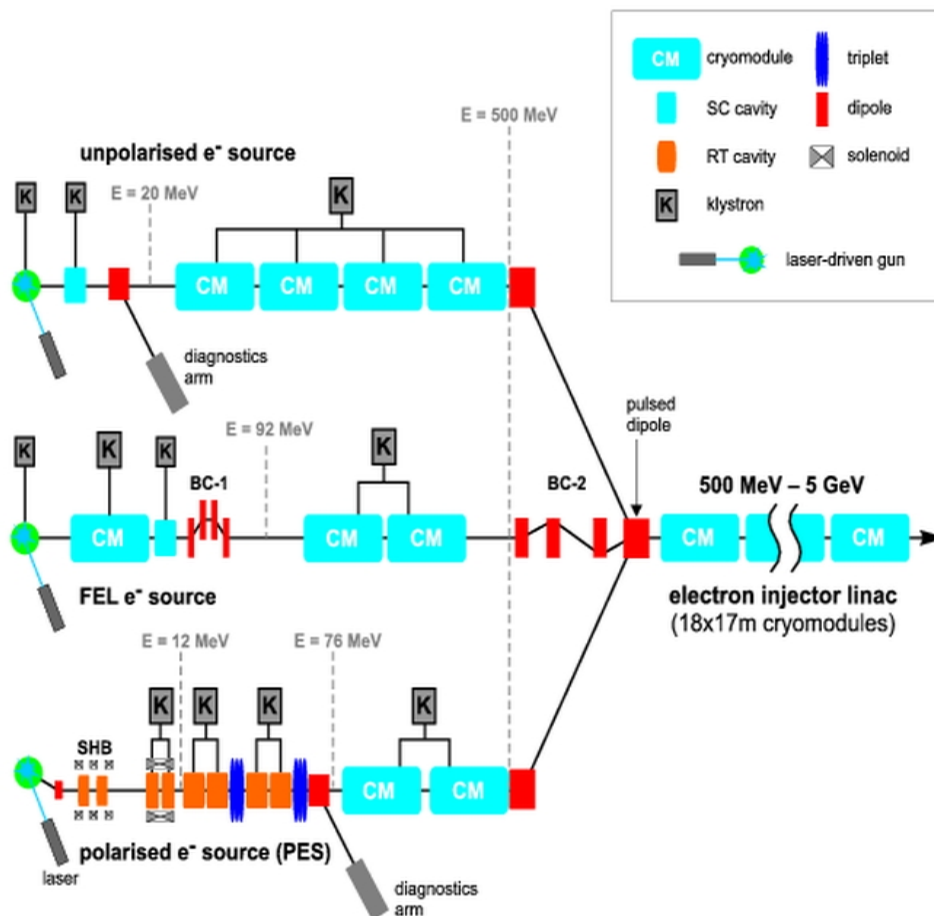 CM cryomodule triplet
SC cavity dipole
RT cavity solenoid
K klystron
laser-driven gun
E = 500 MeV
unpolarised e⁻ source
E = 20 MeV
K K K
CM CM CM CM
diagnostics
arm
pulsed
dipole
E = 92 MeV
K K K K
BC-1
BC-2
500 MeV – 5 GeV
CM CM CM CM CM
FEL e⁻ source
electron injector linac
(18x17m cryomodules)
E = 12 MeV E = 76 MeV
K K K K
SHB
CM CM
polarised e⁻ source (PES)
laser
diagnostics
arm